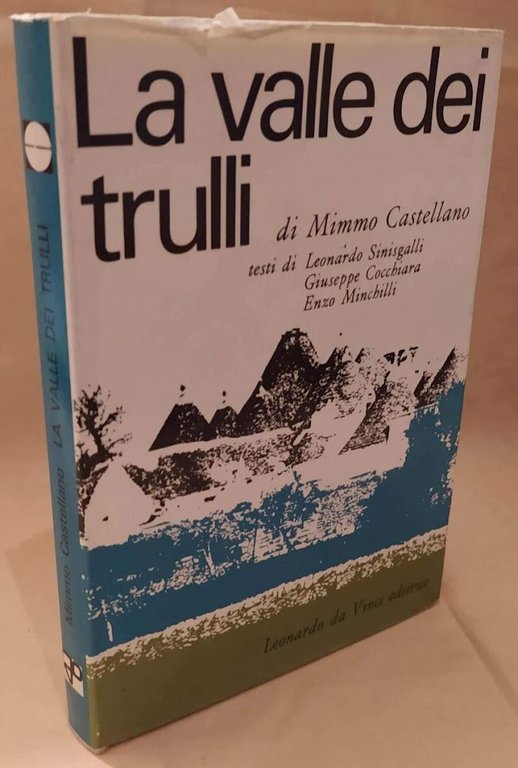 La valle dei
trulli
di Mimmo Castellano
testi di Leonardo Sinisgalli
Giuseppe Cocchiara
Enzo Minchilli
Leonardo da Vinci editrice
Mimmo Castellano LA VALLE DEI TRULLI